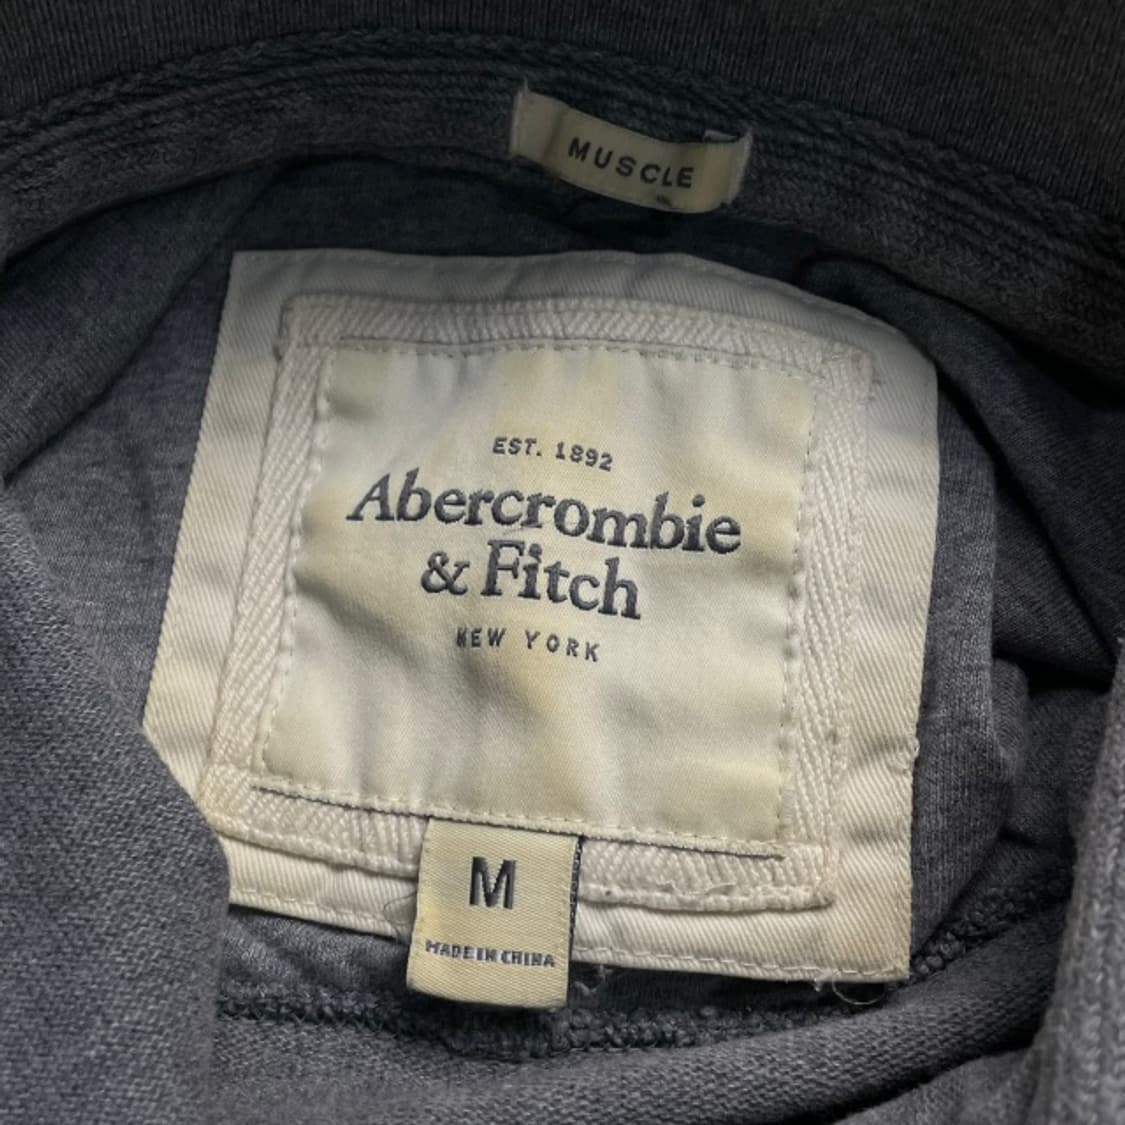 MUSCLE
EST. 1892
Abercrombie
& Fitch
NEW YORK
M
MADE IN CHINA